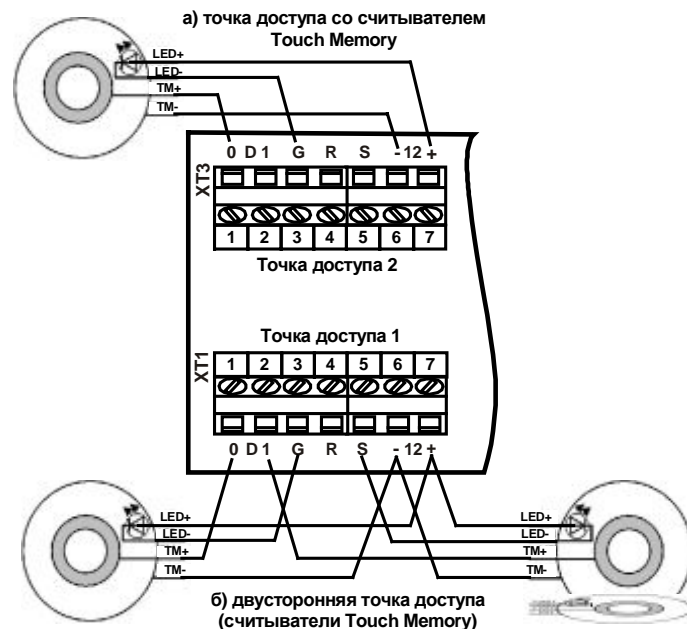 а) точка доступа со считывателем
Touch Memory
LED+
LED-
TM+
TM-
0 D 1 G R S - 12 +
XT3
1 2 3 4 5 6 7
Точка доступа 2
Точка доступа 1
XT1
1 2 3 4 5 6 7
0 D 1 G R S - 12 +
LED+
LED-
TM+
TM-
LED+
LED-
TM+
TM-
б) двусторонняя точка доступа
(считыватели Touch Memory)